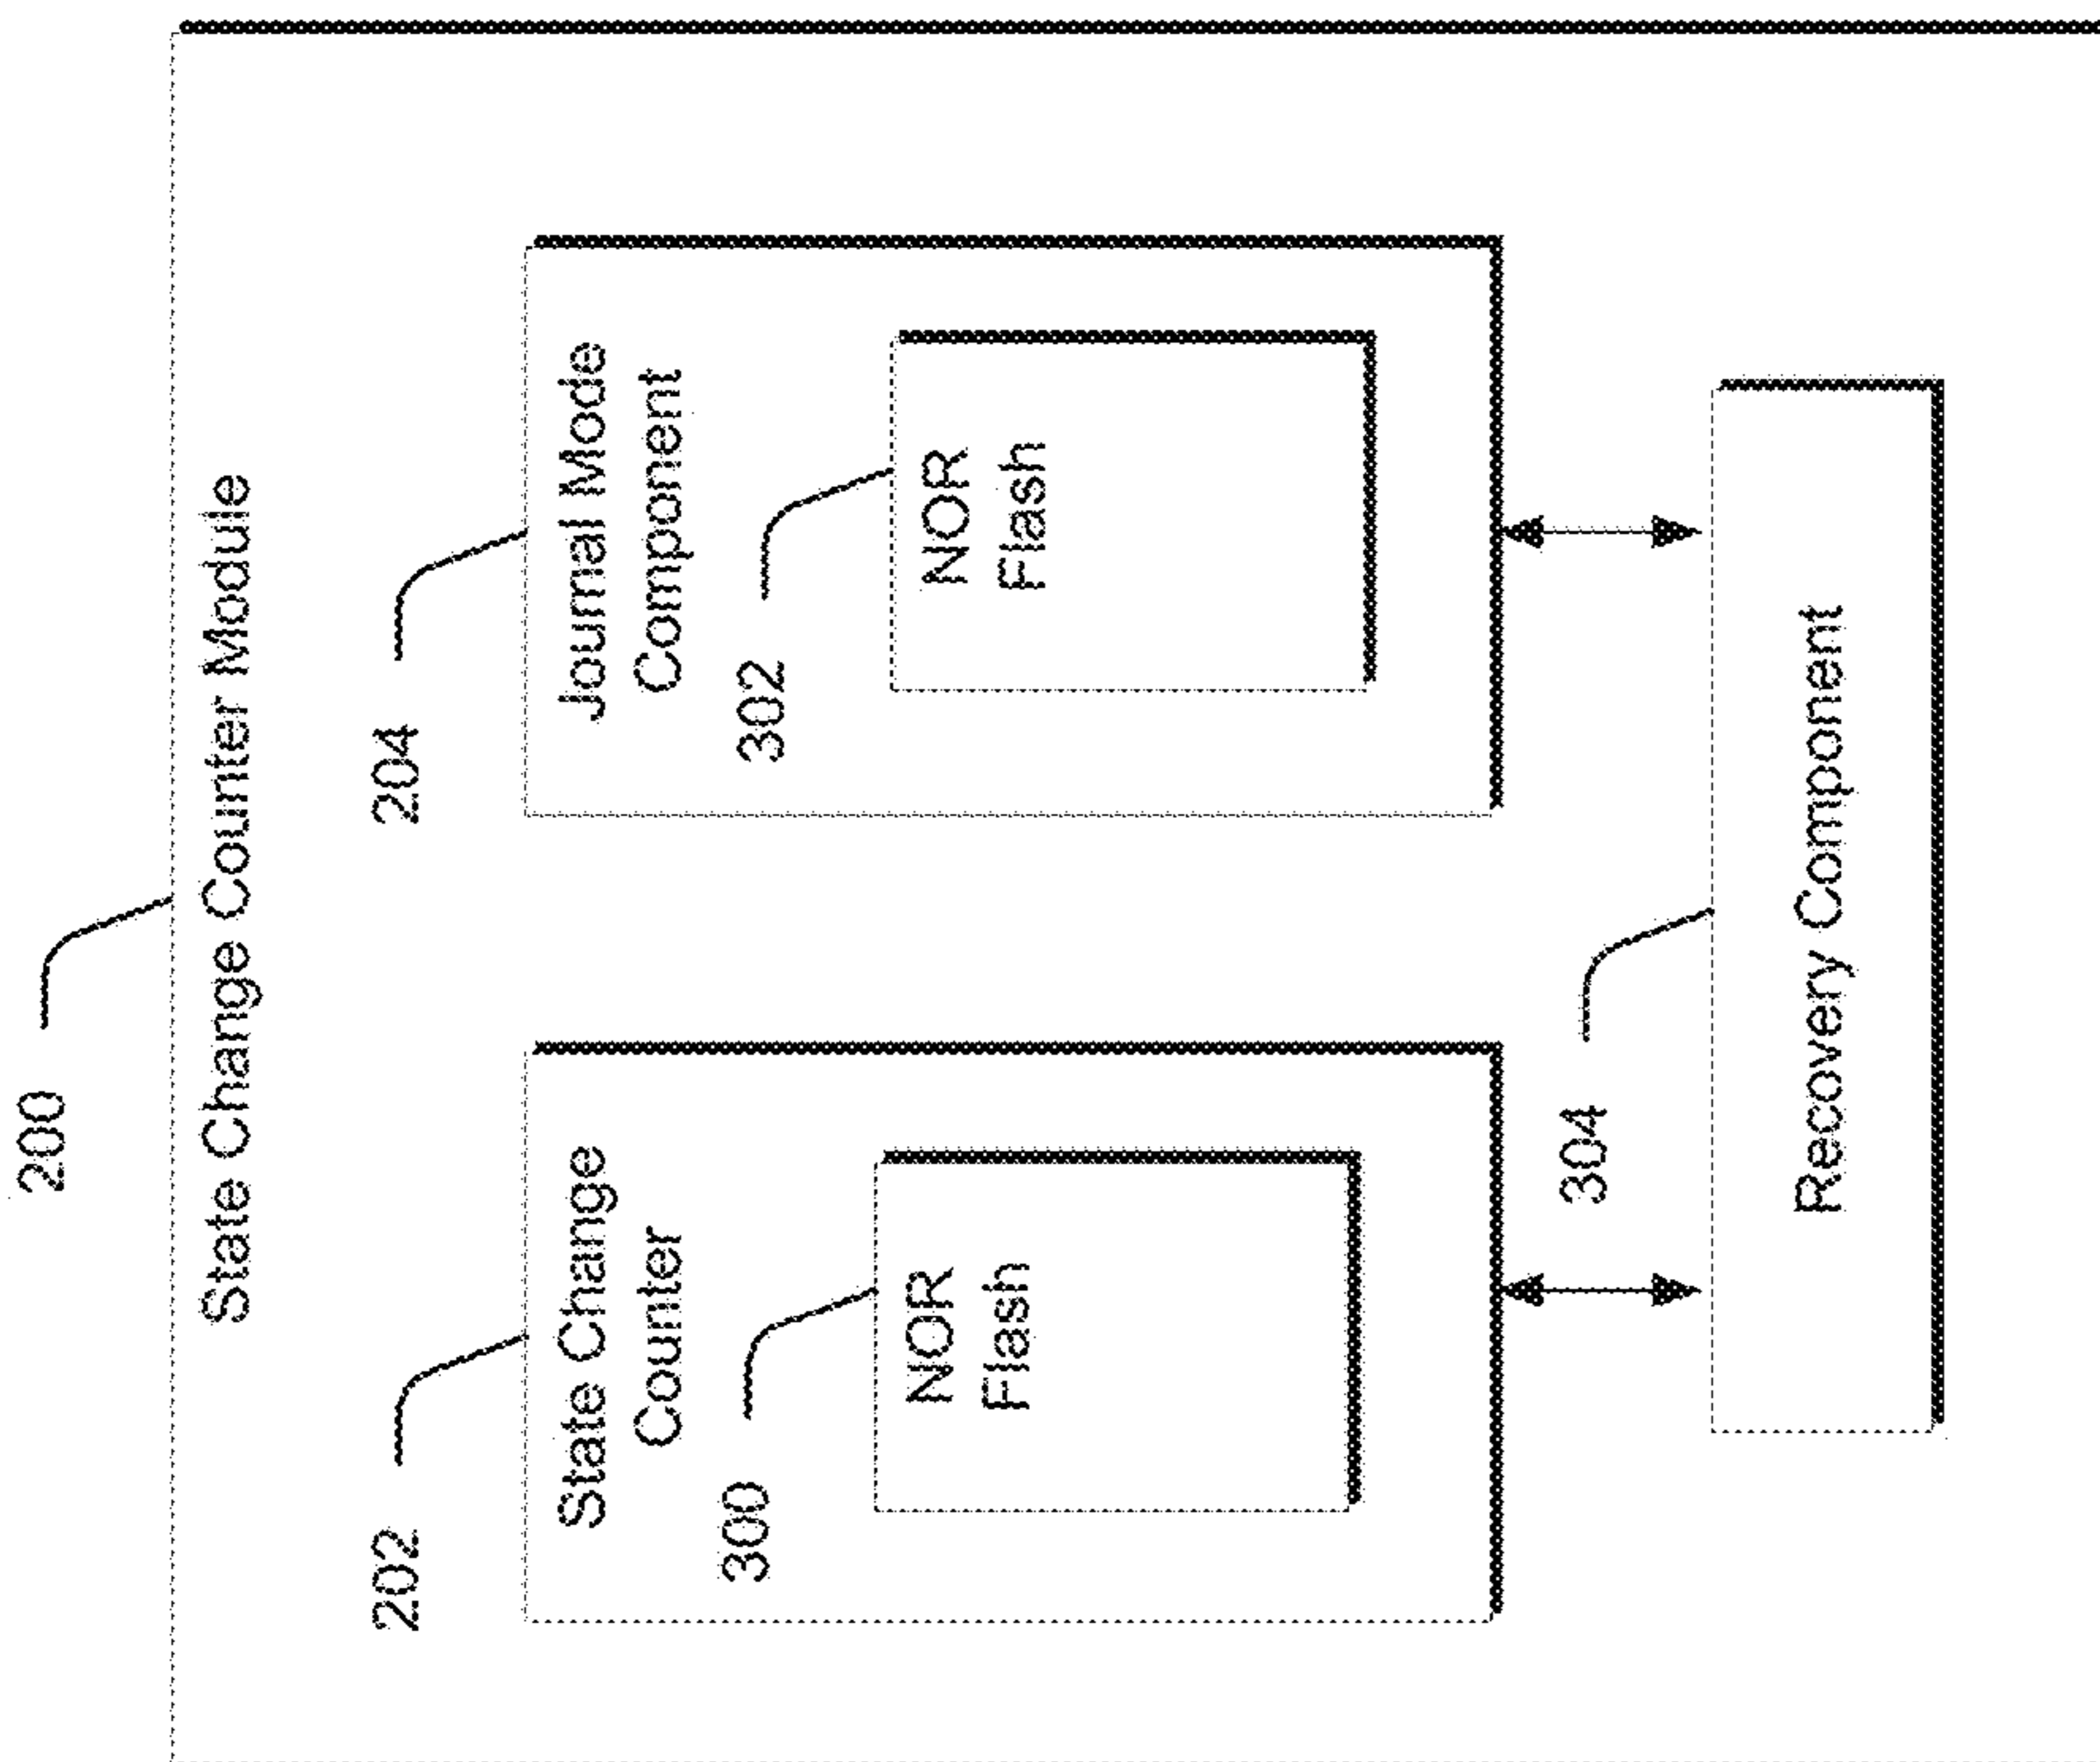 200
State Change Counter Module
202
State Change
Counter
300
NOR
Flash
204
Journal Mode
Component
302
NOR
Flash
304
Recovery Component